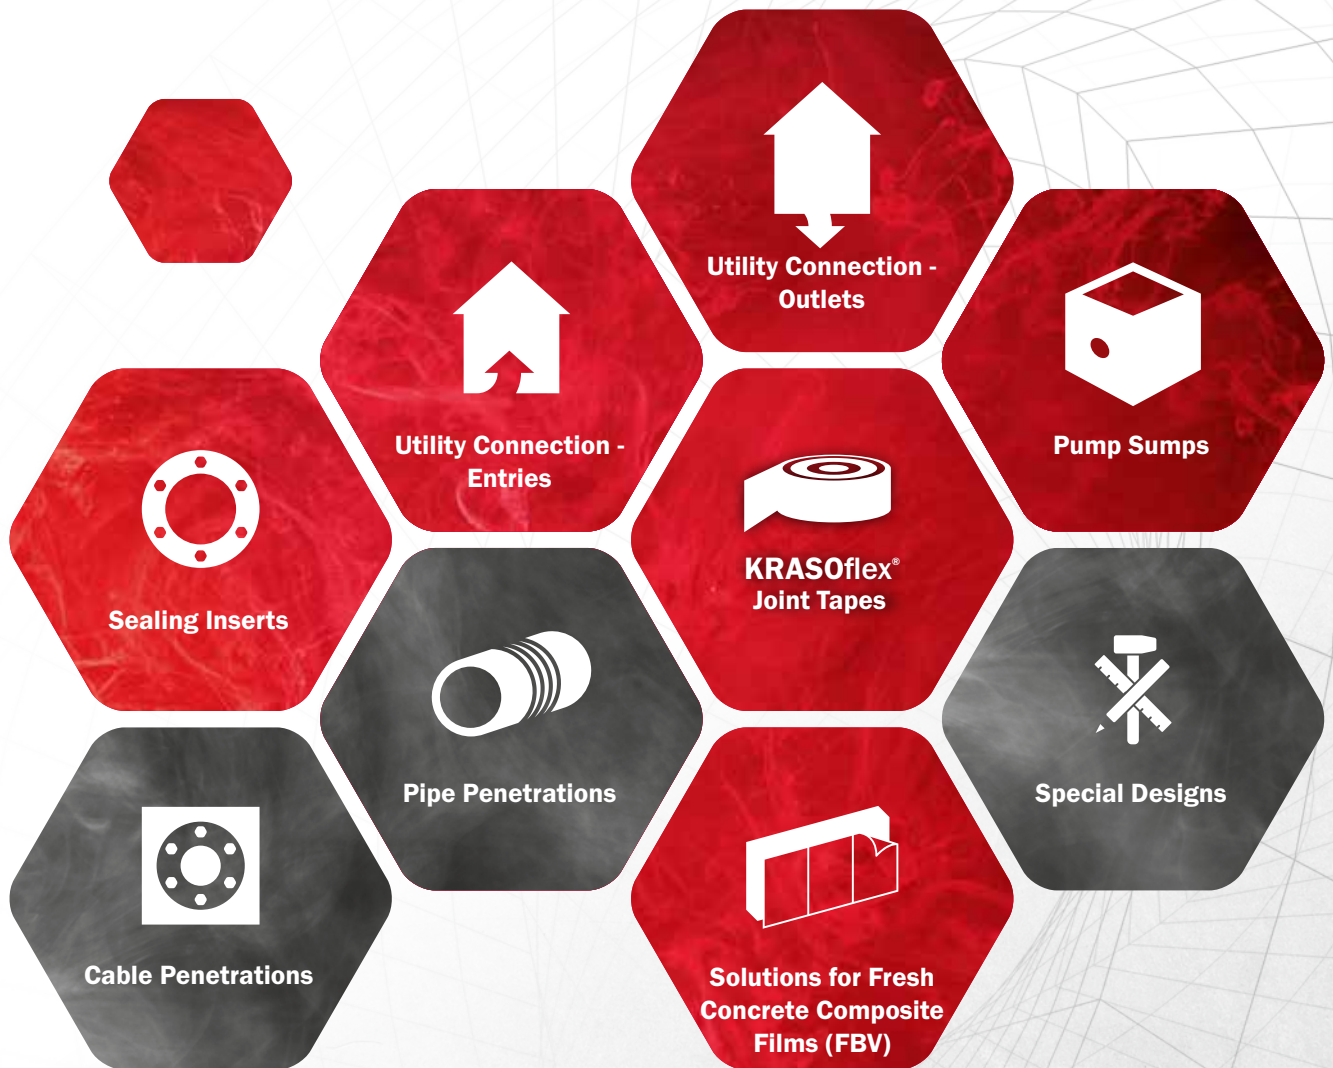 Utility Connection -
Outlets
Utility Connection -
Entries
Pump Sumps
KRASOflex®
Joint Tapes
Sealing Inserts
Pipe Penetrations
Special Designs
Cable Penetrations
Solutions for Fresh
Concrete Composite
Films (FBV)